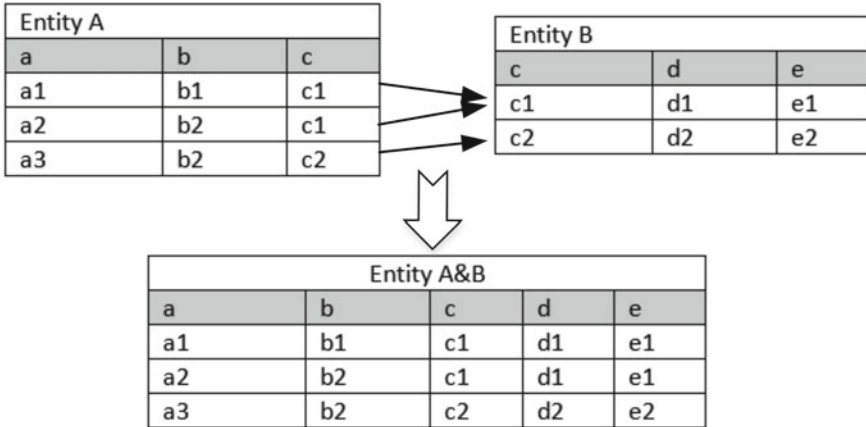 Entity A
a b c
a1 b1 c1
a2 b2 c1
a3 b2 c2
Entity B
c d e
c1 d1 e1
c2 d2 e2
Entity A&B
a b c d e
a1 b1 c1 d1 e1
a2 b2 c1 d1 e1
a3 b2 c2 d2 e2